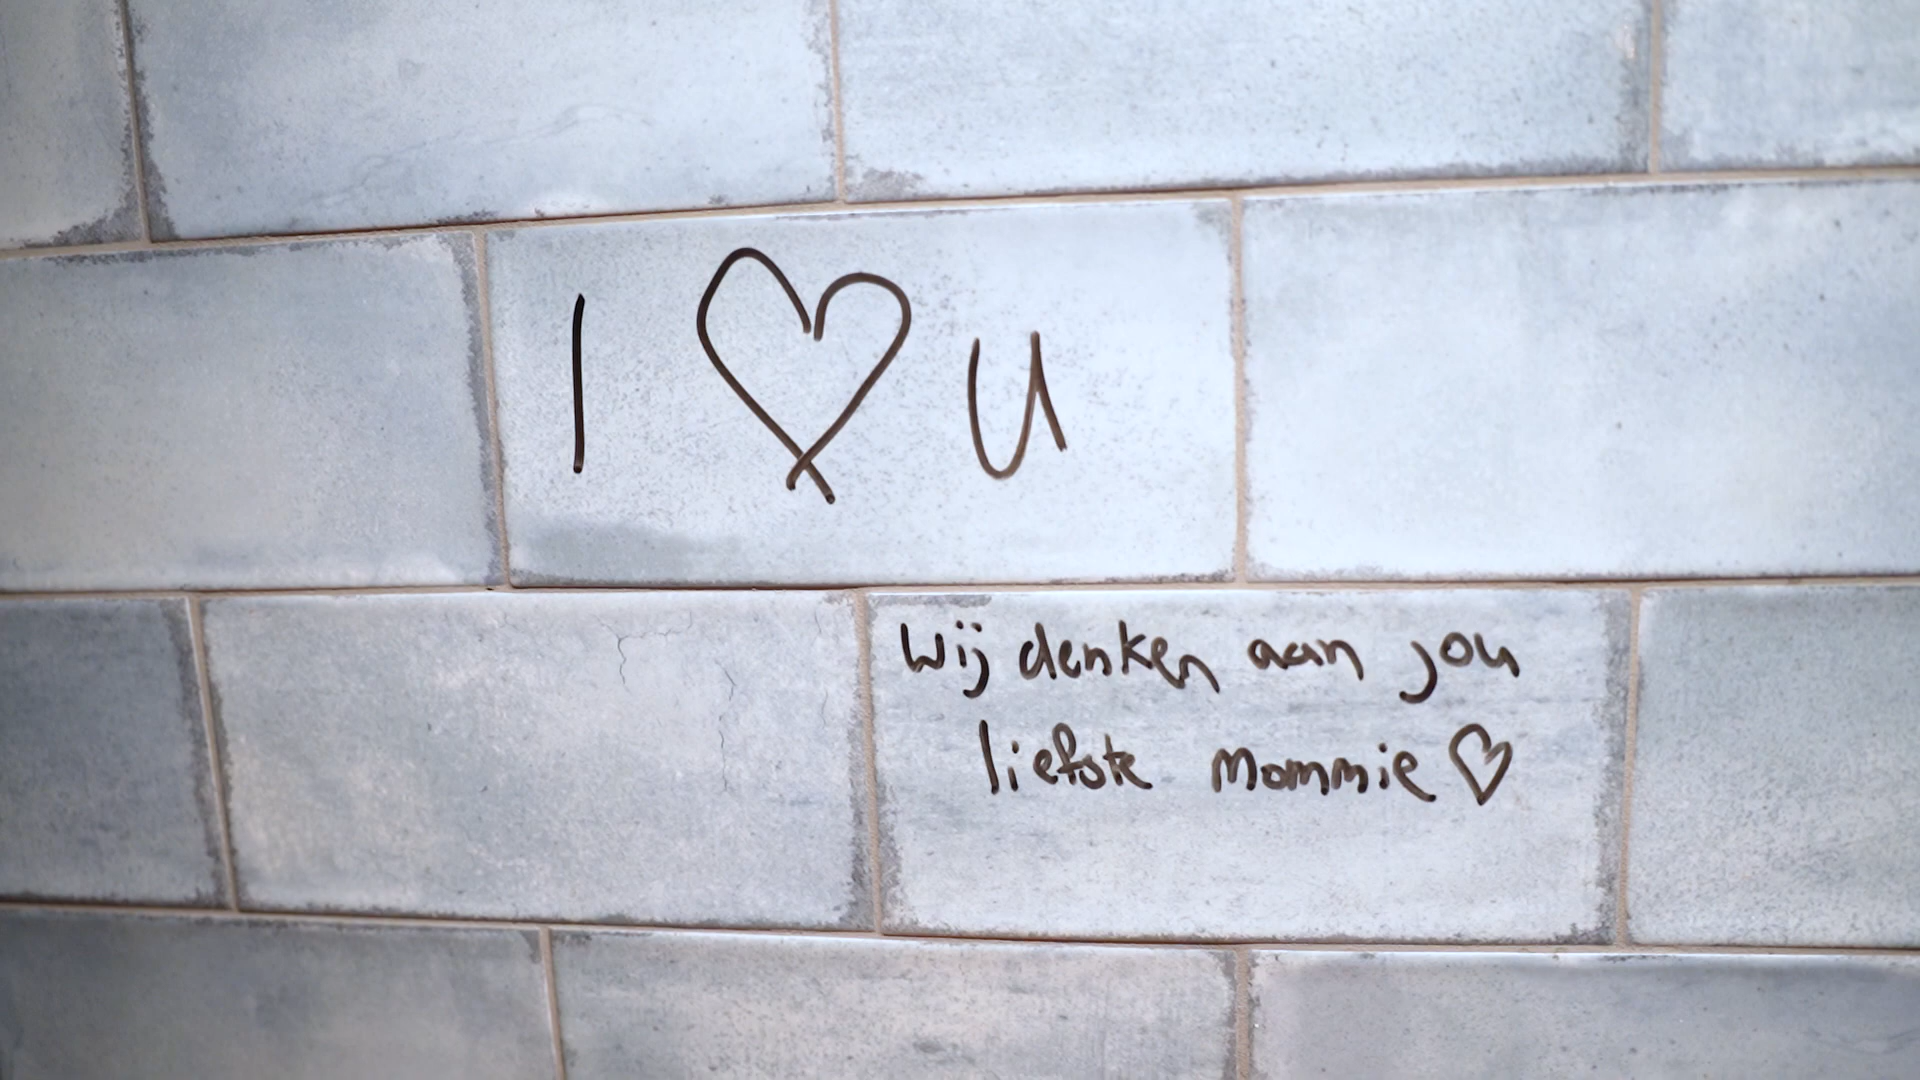 I ♡ U
Wij denken aan jou
liefste Mommie ♡